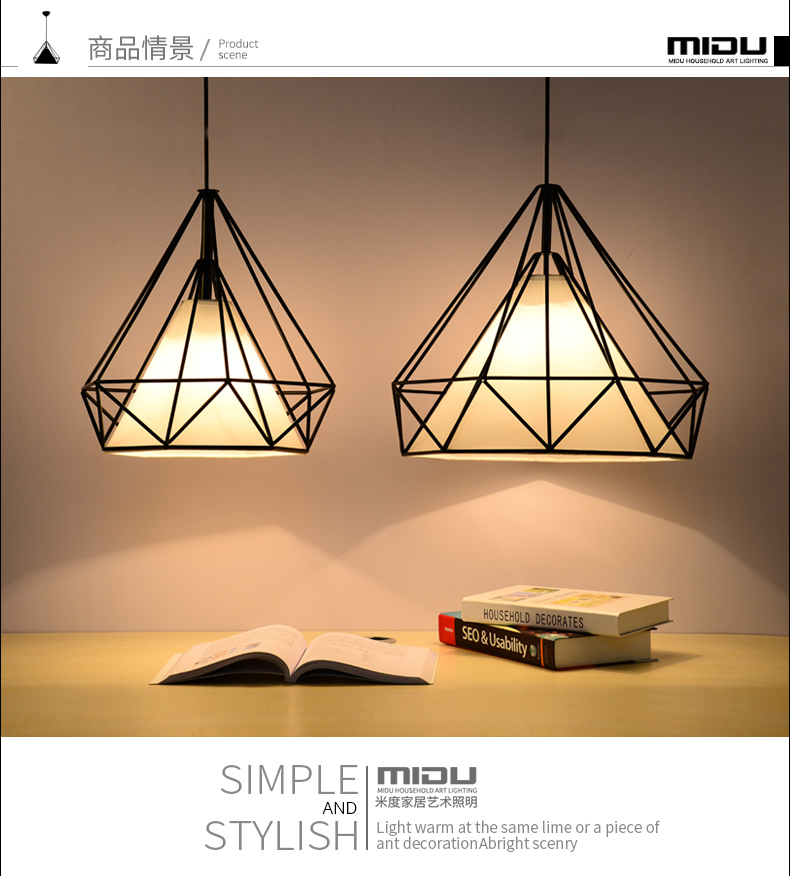 商品情景 / Product
scene
MIDU
MIDU HOUSEHOLD ART LIGHTING
HOUSEHOLD DECORATES
SEO & Usability
SIMPLE
AND
STYLISH
MIDU
MIDU HOUSEHOLD ART LIGHTING
米度家居艺术照明
Light warm at the same lime or a piece of
ant decorationAbright scenry